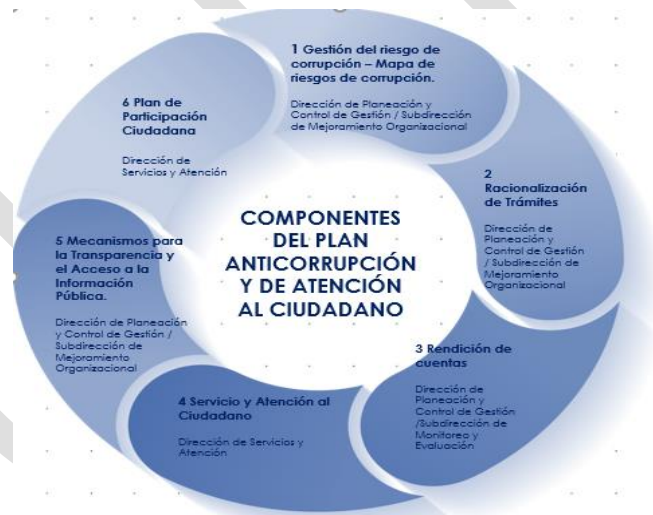 1 Gestión del riesgo de
corrupción – Mapa de
riesgos de corrupción.
Dirección de Planeación y
Control de Gestión / Subdirección
de Mejoramiento Organizacional
2
Racionalización
de Trámites
Dirección de
Planeación y
Control de Gestión
/ Subdirección de
Mejoramiento
Organizacional
3 Rendición de
cuentas
Dirección de
Planeación y
Control de Gestión
/Subdirección de
Monitoreo y
Evaluación
4 Servicio y Atención al
Ciudadano
Dirección de Servicios y
Atención
5 Mecanismos para
la Transparencia y
el Acceso a la
Información
Pública.
Dirección de Planeación
y Control de Gestión /
Subdirección de
Mejoramiento
Organizacional
6 Plan de
Participación
Ciudadana
Dirección de
Servicios y Atención
COMPONENTES
DEL PLAN
ANTICORRUPCIÓN
Y DE ATENCIÓN
AL CIUDADANO